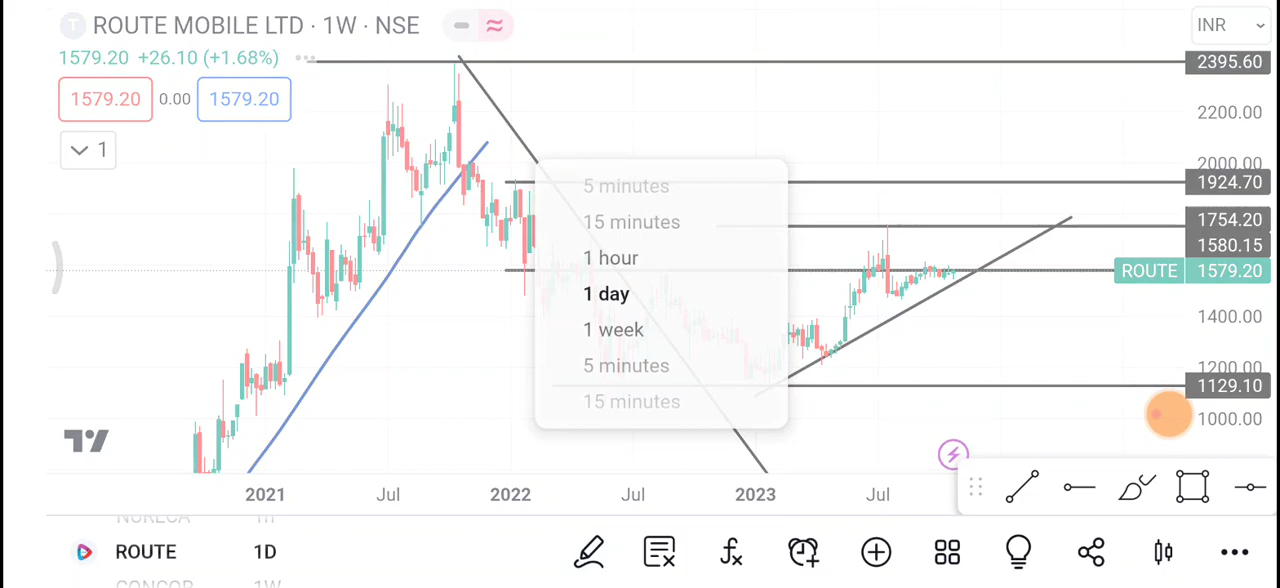 ROUTE MOBILE LTD · 1W · NSE
INR
1579.20 +26.10 (+1.68%)
2395.60
1579.20 0.00 1579.20
2200.00
1
2000.00
5 minutes
1924.70
15 minutes
1754.20
1 hour
1580.15
ROUTE 1579.20
1 day
1400.00
1 week
1200.00
5 minutes
1129.10
15 minutes
1000.00
2021 Jul 2022 Jul 2023 Jul
NURECA 1h
ROUTE 1D
CONCOR 1W